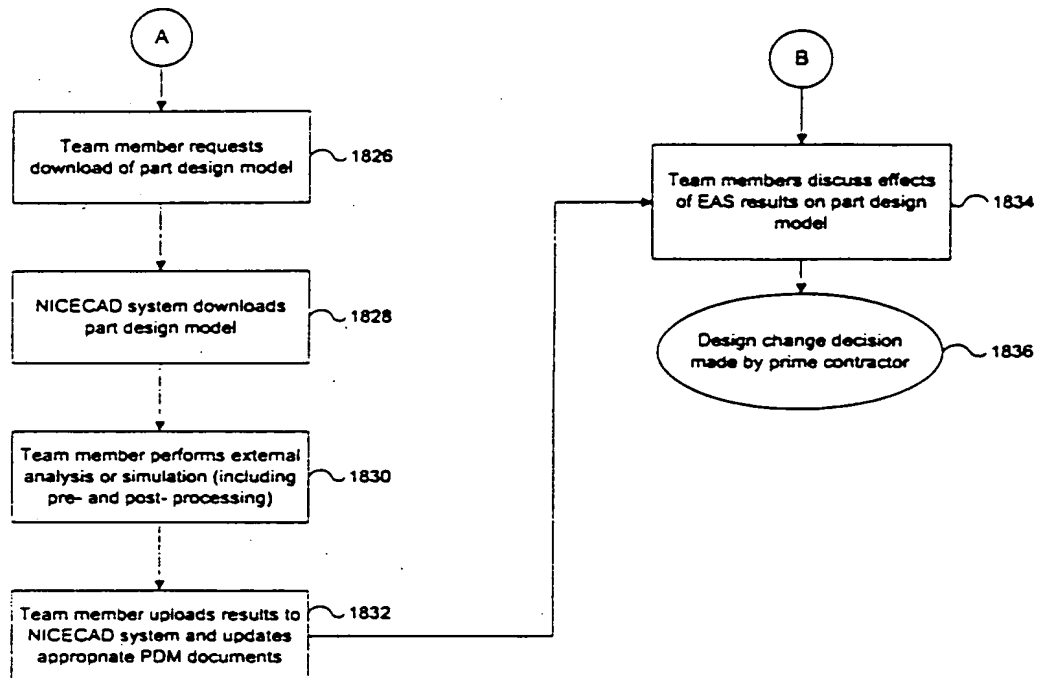 A
Team member requests
download of part design model
1826
NICECAD system downloads
part design model
1828
Team member performs external
analysis or simulation (including
pre- and post- processing)
1830
Team member uploads results to
NICECAD system and updates
appropriate PDM documents
1832
B
Team members discuss effects
of EAS results on part design
model
1834
Design change decision
made by prime contractor
1836